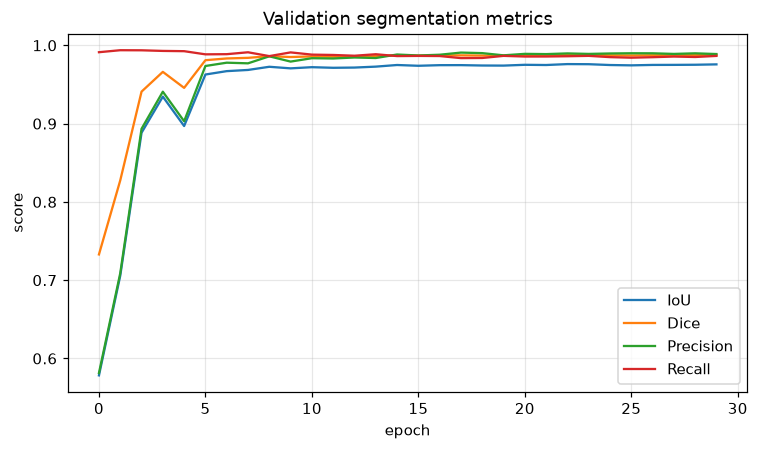 Validation segmentation metrics
1.0
0.9
0.8
0.7
0.6
score
0 5 10 15 20 25 30
epoch
IoU
Dice
Precision
Recall